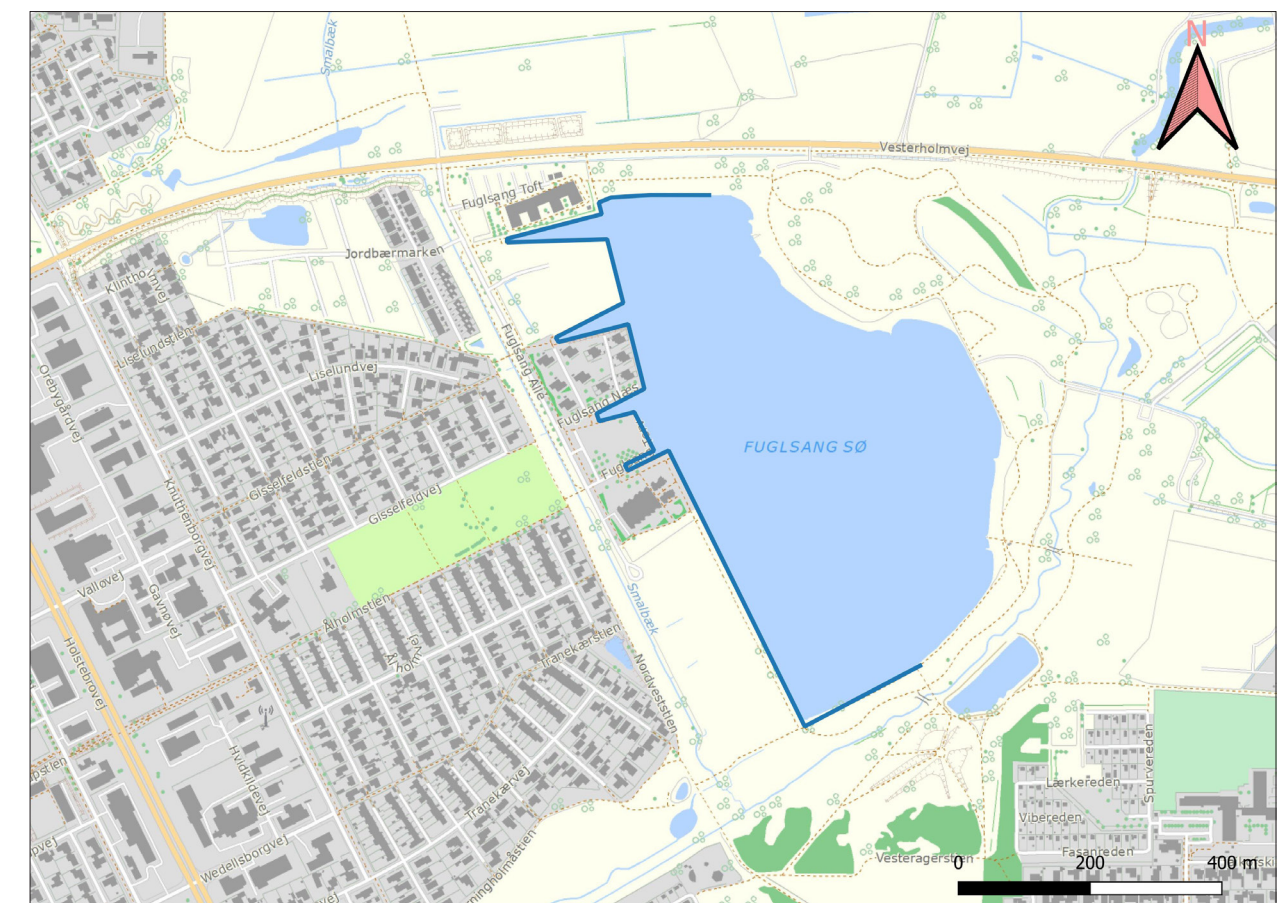 N
Smalbæk
Vesterholmvej
Fuglsang Toft
Jordbærmarken
Klintholmvej
Liselundstien
Liselundvej
Fuglsang Allé
Orebygårdvej
Fuglsang Næs
FUGLSANG SØ
Gisselfeldstien
Knuthenborgvej
Gisselfeldvej
Valløvej
Gavnøvej
Ålholmstien
Ålholmvej
Smalbæk
Holstebrovej
Tranekærstien
Nordveststien
Spurvereden
Hvidkildevej
Lærkereden
Tranekærvej
Vibereden
Fasanreden
Vesteragerstien
Wedellsborgvej
0 200 400 m